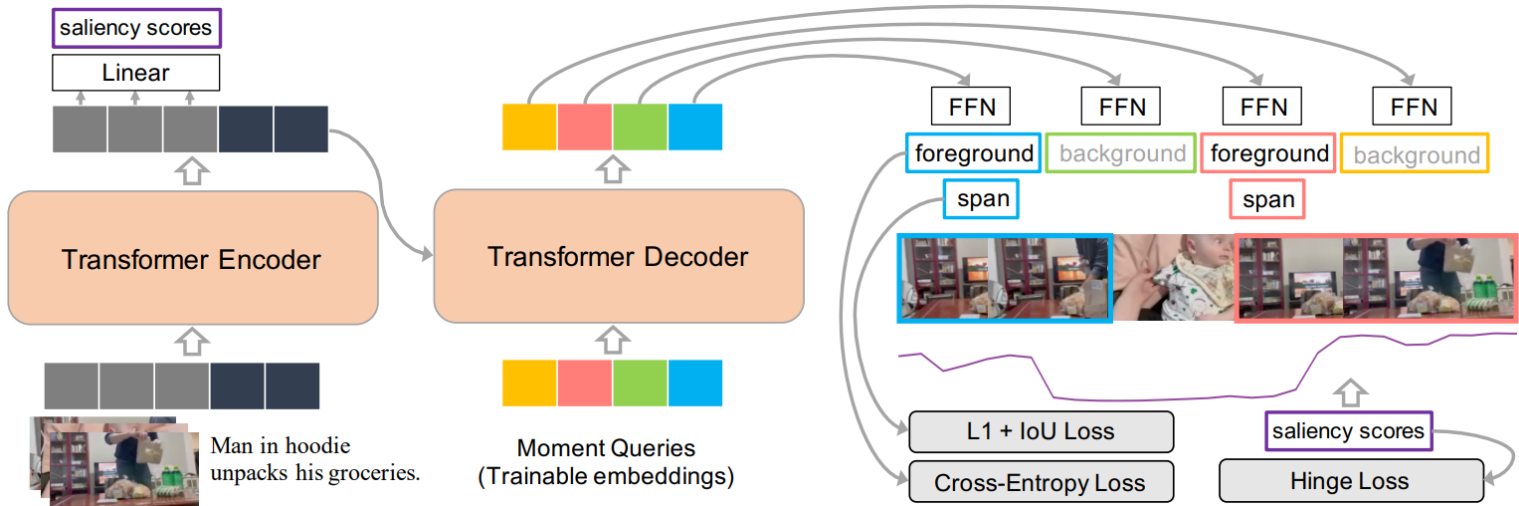 saliency scores
Linear
Transformer Encoder
Man in hoodie
unpacks his groceries.
Transformer Decoder
Moment Queries
(Trainable embeddings)
FFN FFN FFN FFN
foreground background foreground background
span span
L1 + IoU Loss
Cross-Entropy Loss
saliency scores
Hinge Loss